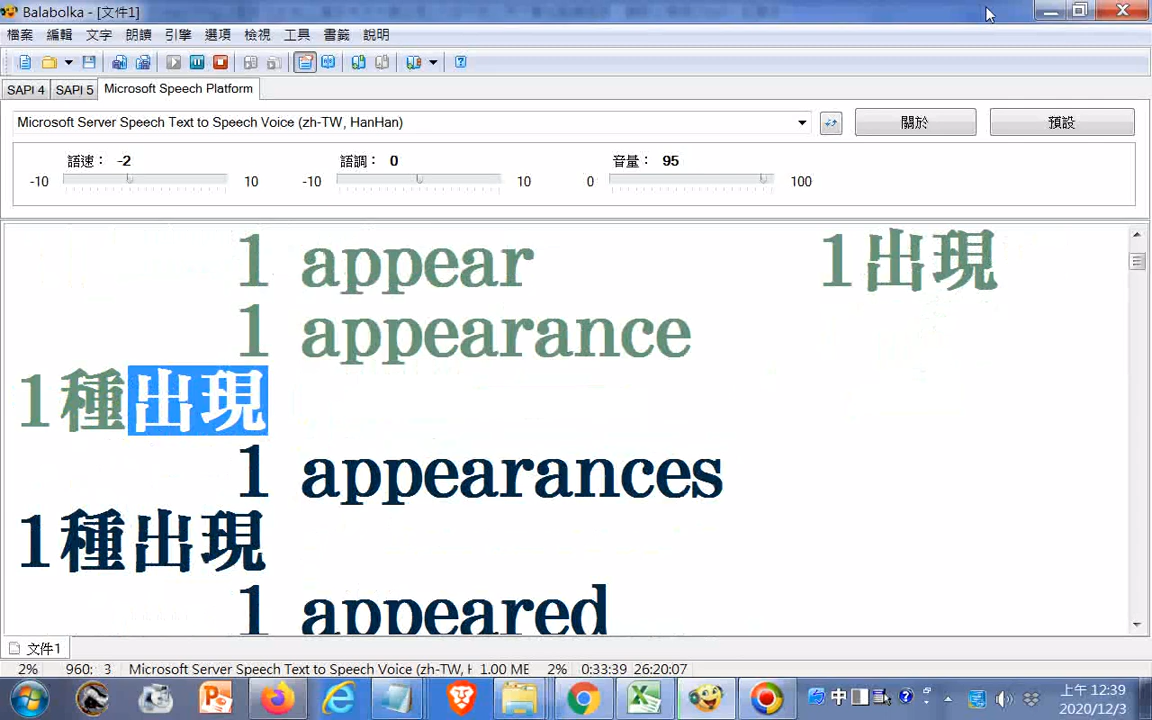 Balabolka - [文件1]
檔案 編輯 文字 朗讀 引擎 選項 檢視 工具 書籤 說明
SAPI 4 SAPI 5 Microsoft Speech Platform
Microsoft Server Speech Text to Speech Voice (zh-TW, HanHan) 關於 預設
語速： -2 語調： 0 音量： 95
-10 10 -10 10 0 100
1 appear 1出現
1 appearance
1種出現
1 appearances
1種出現
1 appeared
文件1
2% 960: 3 Microsoft Server Speech Text to Speech Voice (zh-TW, H 1.00 ME 2% 0:33:39 26:20:07
中 上午 12:39
2020/12/3